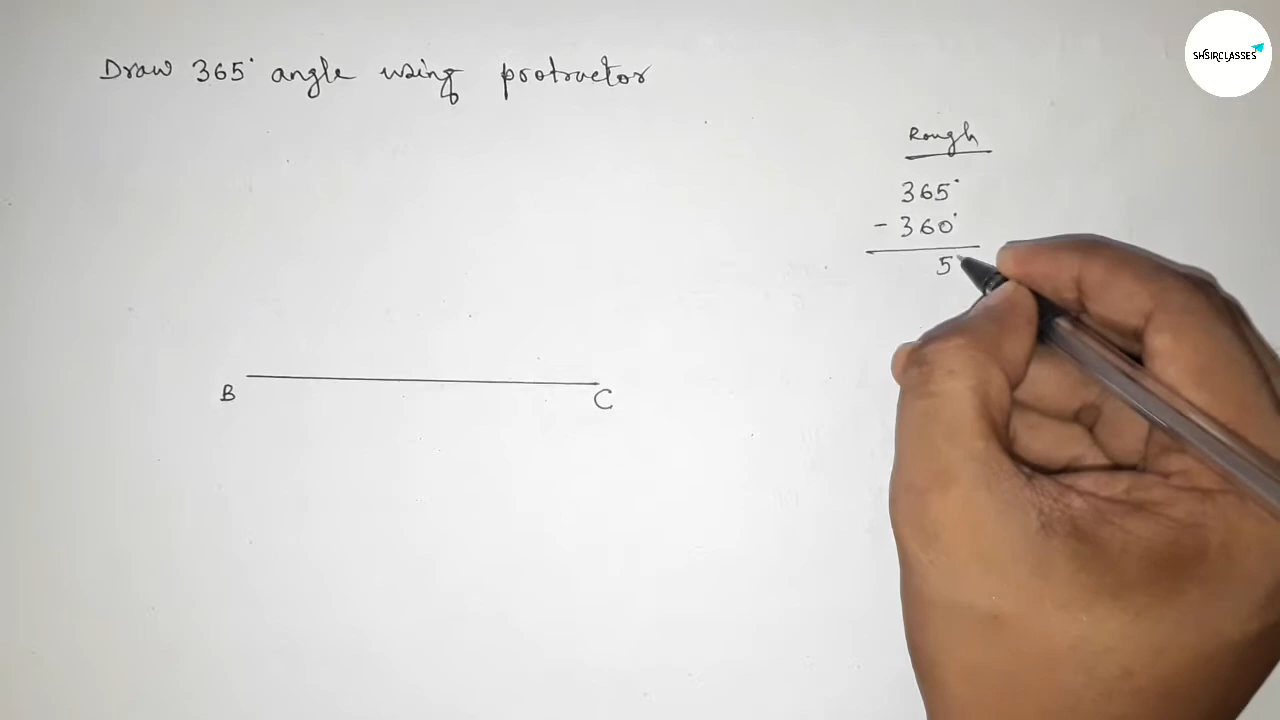 Draw 365° angle using protractor
SHSIRCLASSES
Rough
365°
- 360°
5
B
C